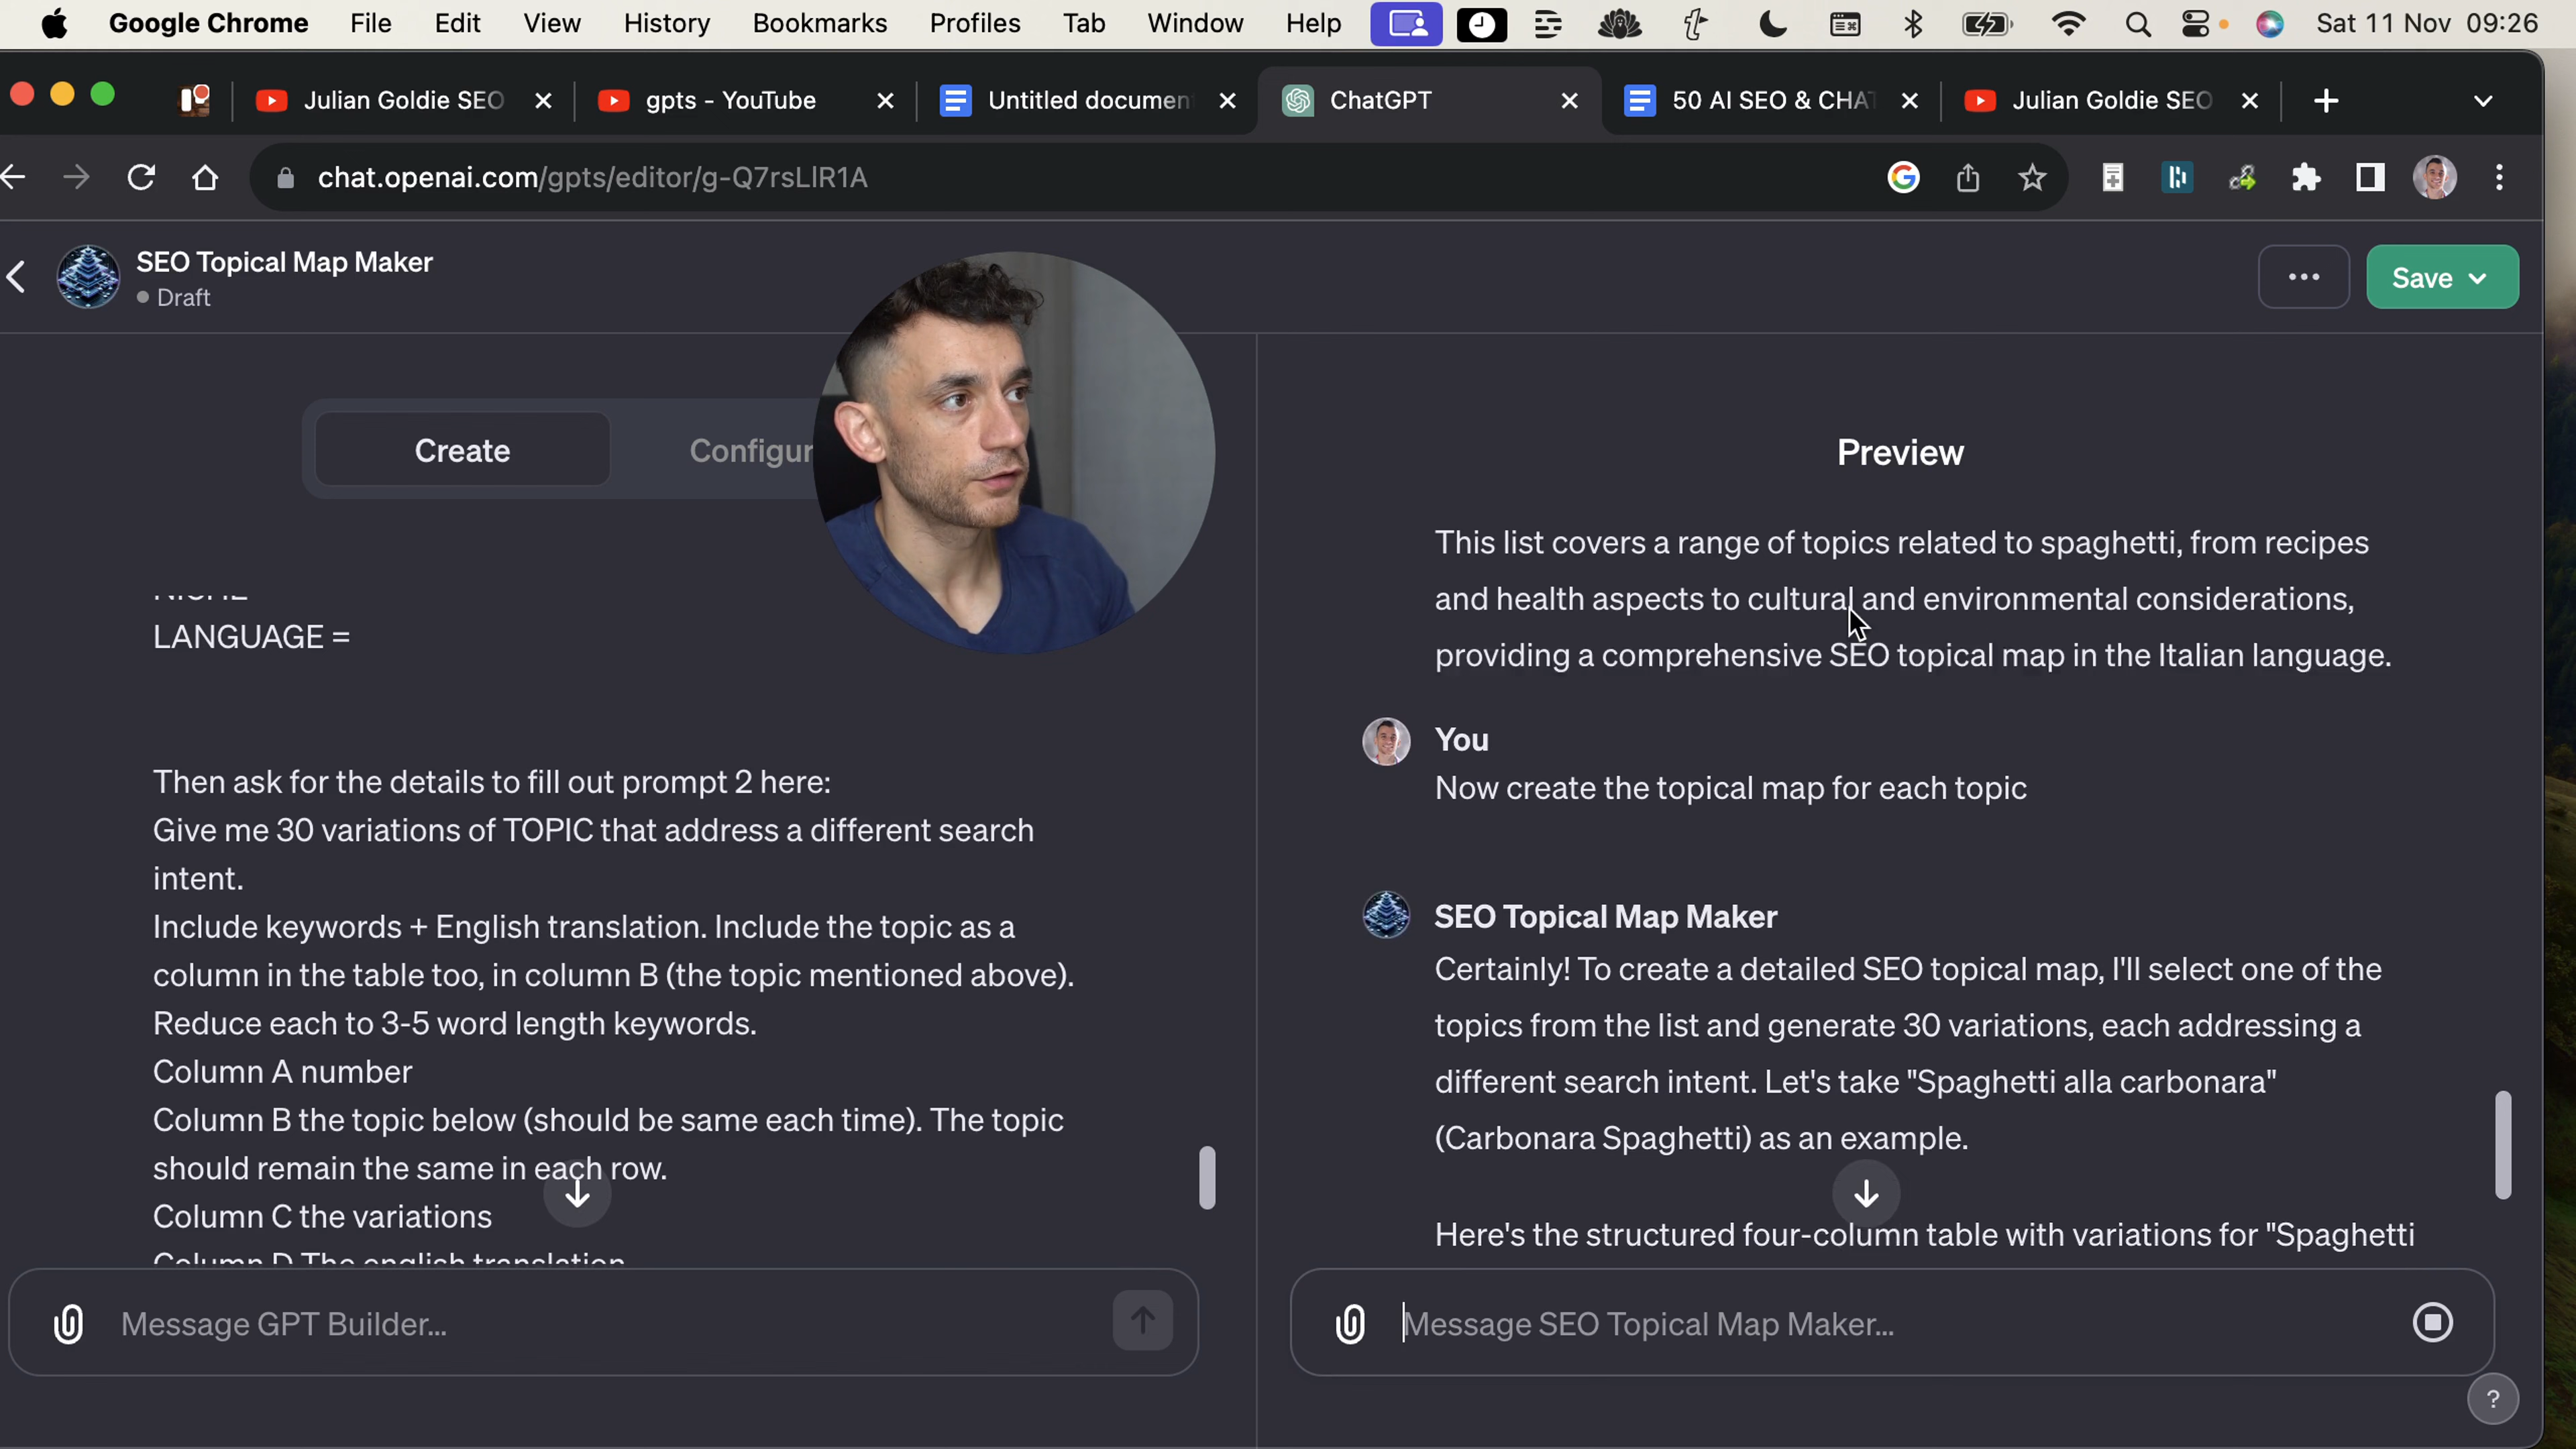 Google Chrome File Edit View History Bookmarks Profiles Tab Window Help Sat 11 Nov 09:26
Julian Goldie SEO gpts - YouTube Untitled documen ChatGPT 50 AI SEO & CHA Julian Goldie SEO
chat.openai.com/gpts/editor/g-Q7rsLlR1A
SEO Topical Map Maker
Draft
Save
Create Configur
LANGUAGE =
Then ask for the details to fill out prompt 2 here:
Give me 30 variations of TOPIC that address a different search
intent.
Include keywords + English translation. Include the topic as a
column in the table too, in column B (the topic mentioned above).
Reduce each to 3-5 word length keywords.
Column A number
Column B the topic below (should be same each time). The topic
should remain the same in each row.
Column C the variations
Column D The english translation
Message GPT Builder...
Preview
This list covers a range of topics related to spaghetti, from recipes
and health aspects to cultural and environmental considerations,
providing a comprehensive SEO topical map in the Italian language.
You
Now create the topical map for each topic
SEO Topical Map Maker
Certainly! To create a detailed SEO topical map, I'll select one of the
topics from the list and generate 30 variations, each addressing a
different search intent. Let's take "Spaghetti alla carbonara"
(Carbonara Spaghetti) as an example.
Here's the structured four-column table with variations for "Spaghetti
Message SEO Topical Map Maker...
?